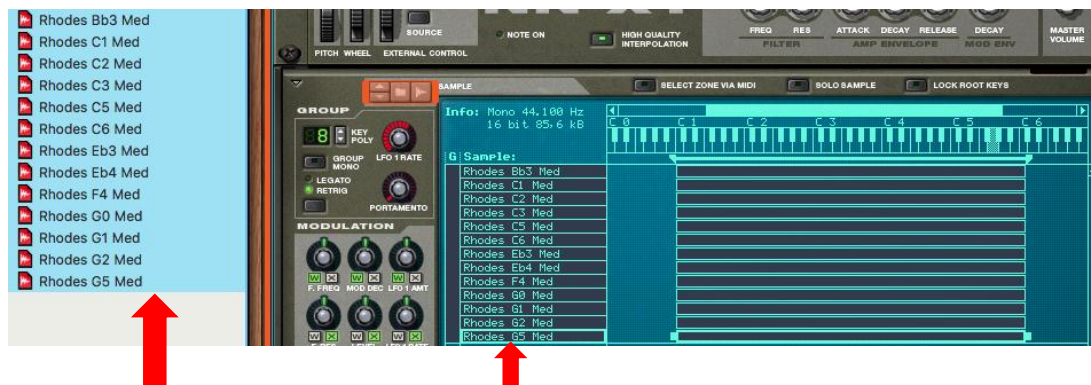 Rhodes Bb3 Med
Rhodes C1 Med
Rhodes C2 Med
Rhodes C3 Med
Rhodes C5 Med
Rhodes C6 Med
Rhodes Eb3 Med
Rhodes Eb4 Med
Rhodes F4 Med
Rhodes G0 Med
Rhodes G1 Med
Rhodes G2 Med
Rhodes G5 Med
SOURCE
NOTE ON
HIGH QUALITY
INTERPOLATION
FREQ RES ATTACK DECAY RELEASE DECAY
MASTER
VOLUME
PITCH WHEEL EXTERNAL CONTROL
FILTER AMP ENVELOPE MOD ENV
SAMPLE
SELECT ZONE VIA MIDI
SOLO SAMPLE
LOCK ROOT KEYS
GROUP
8
KEY
POLY
GROUP
MONO
LFO 1 RATE
LEGATO
RETRIG
PORTAMENTO
MODULATION
W X W X W X
F. FREQ MOD DEC LFO 1 AMT
W X W X W X
Info: Mono 44,100 Hz
16 bit 85,6 kB
C 0 C 1 C 2 C 3 C 4 C 5 C 6
G Sample:
Rhodes Bb3 Med
Rhodes C1 Med
Rhodes C2 Med
Rhodes C3 Med
Rhodes C5 Med
Rhodes C6 Med
Rhodes Eb3 Med
Rhodes Eb4 Med
Rhodes F4 Med
Rhodes G0 Med
Rhodes G1 Med
Rhodes G2 Med
Rhodes G5 Med